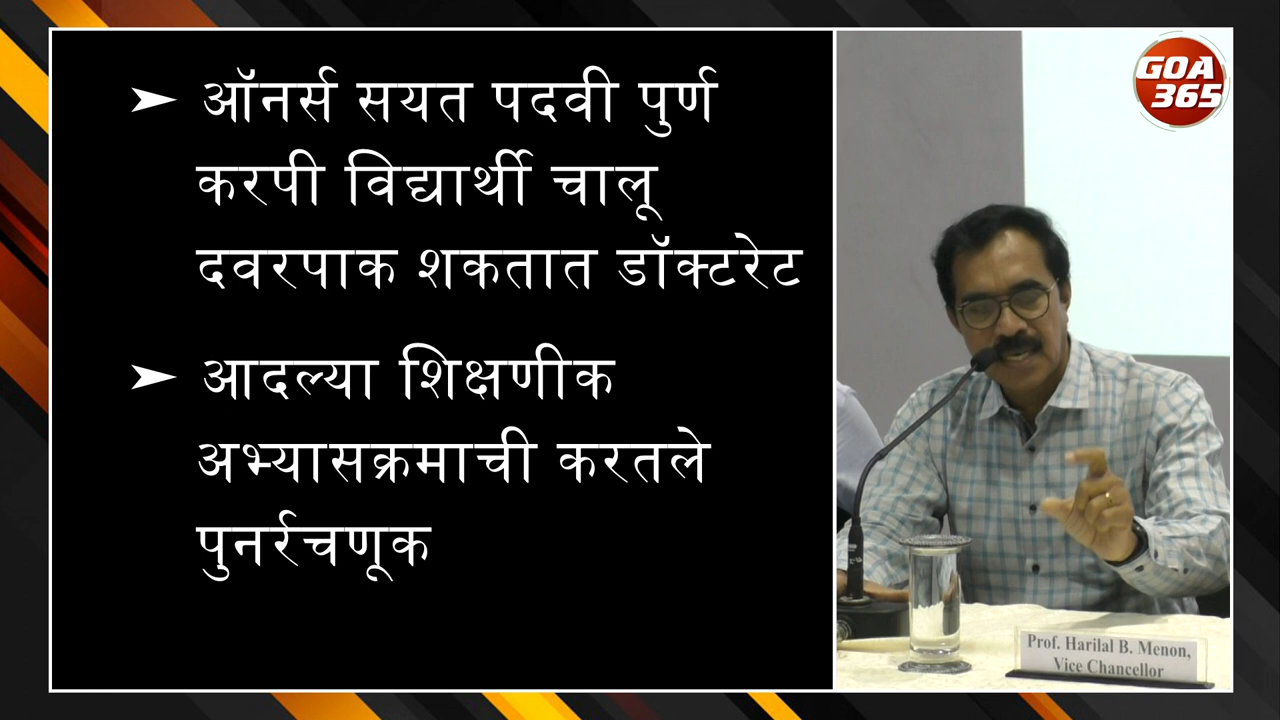 ➤ ऑनर्स सयत पदवी पुर्ण
करपी विद्यार्थी चालू
दवरपाक शकतात डॉक्टरेट
➤ आदल्या शिक्षणीक
अभ्यासक्रमाची करतले
पुनर्रचणूक
GOA
365
Prof. Harilal B. Menon,
Vice Chancellor